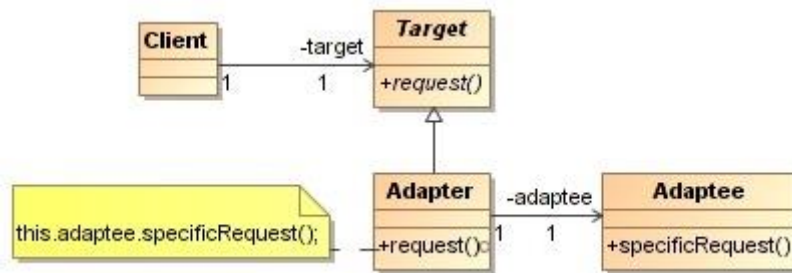 Client
Target
-target
1
1
+request()
Adapter
Adaptee
-adaptee
this.adaptee.specificRequest();
+request()
1
1
+specificRequest()